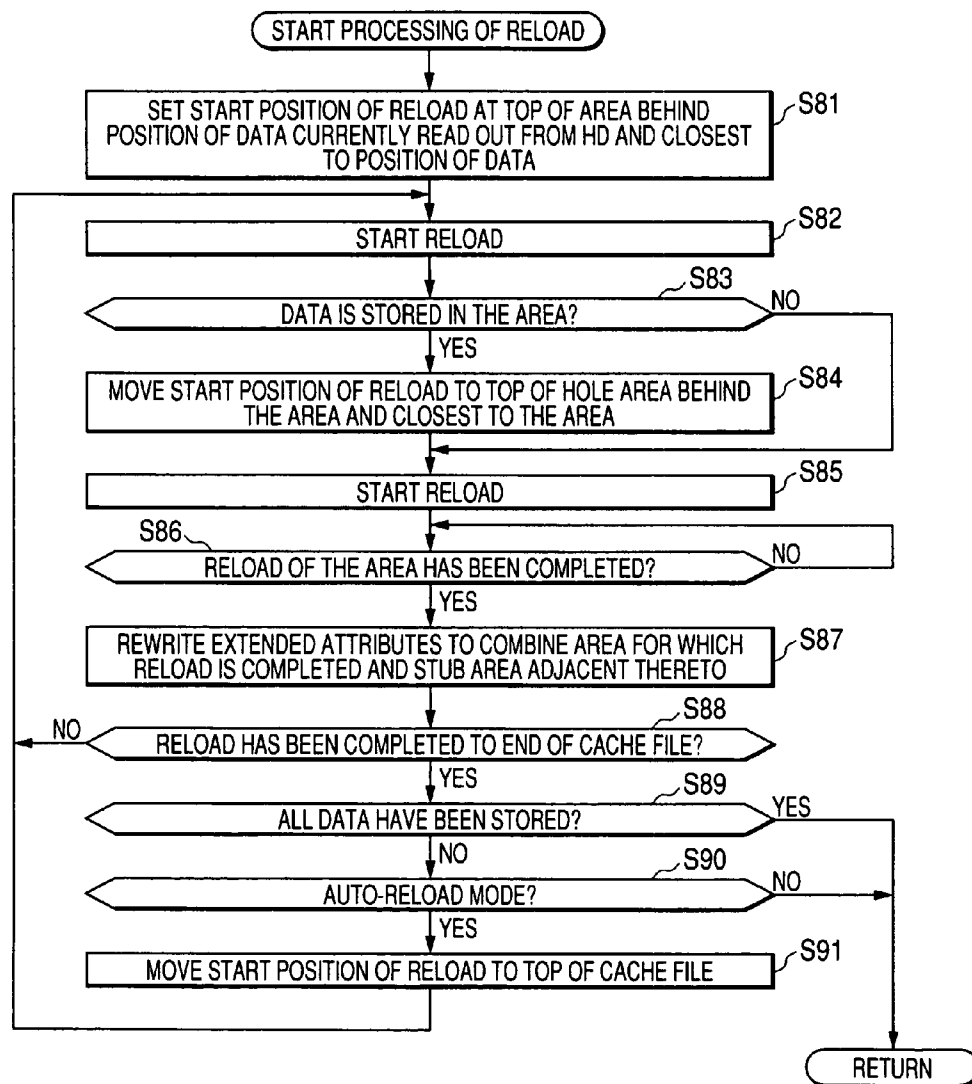 START PROCESSING OF RELOAD
SET START POSITION OF RELOAD AT TOP OF AREA BEHIND
POSITION OF DATA CURRENTLY READ OUT FROM HD AND CLOSEST
TO POSITION OF DATA
S81
START RELOAD
S82
DATA IS STORED IN THE AREA?
S83
NO
YES
MOVE START POSITION OF RELOAD TO TOP OF HOLE AREA BEHIND
THE AREA AND CLOSEST TO THE AREA
S84
START RELOAD
S85
S86
RELOAD OF THE AREA HAS BEEN COMPLETED?
NO
YES
REWRITE EXTENDED ATTRIBUTES TO COMBINE AREA FOR WHICH
RELOAD IS COMPLETED AND STUB AREA ADJACENT THERETO
S87
S88
NO
RELOAD HAS BEEN COMPLETED TO END OF CACHE FILE?
YES
S89
ALL DATA HAVE BEEN STORED?
YES
NO
S90
AUTO-RELOAD MODE?
NO
YES
MOVE START POSITION OF RELOAD TO TOP OF CACHE FILE
S91
RETURN